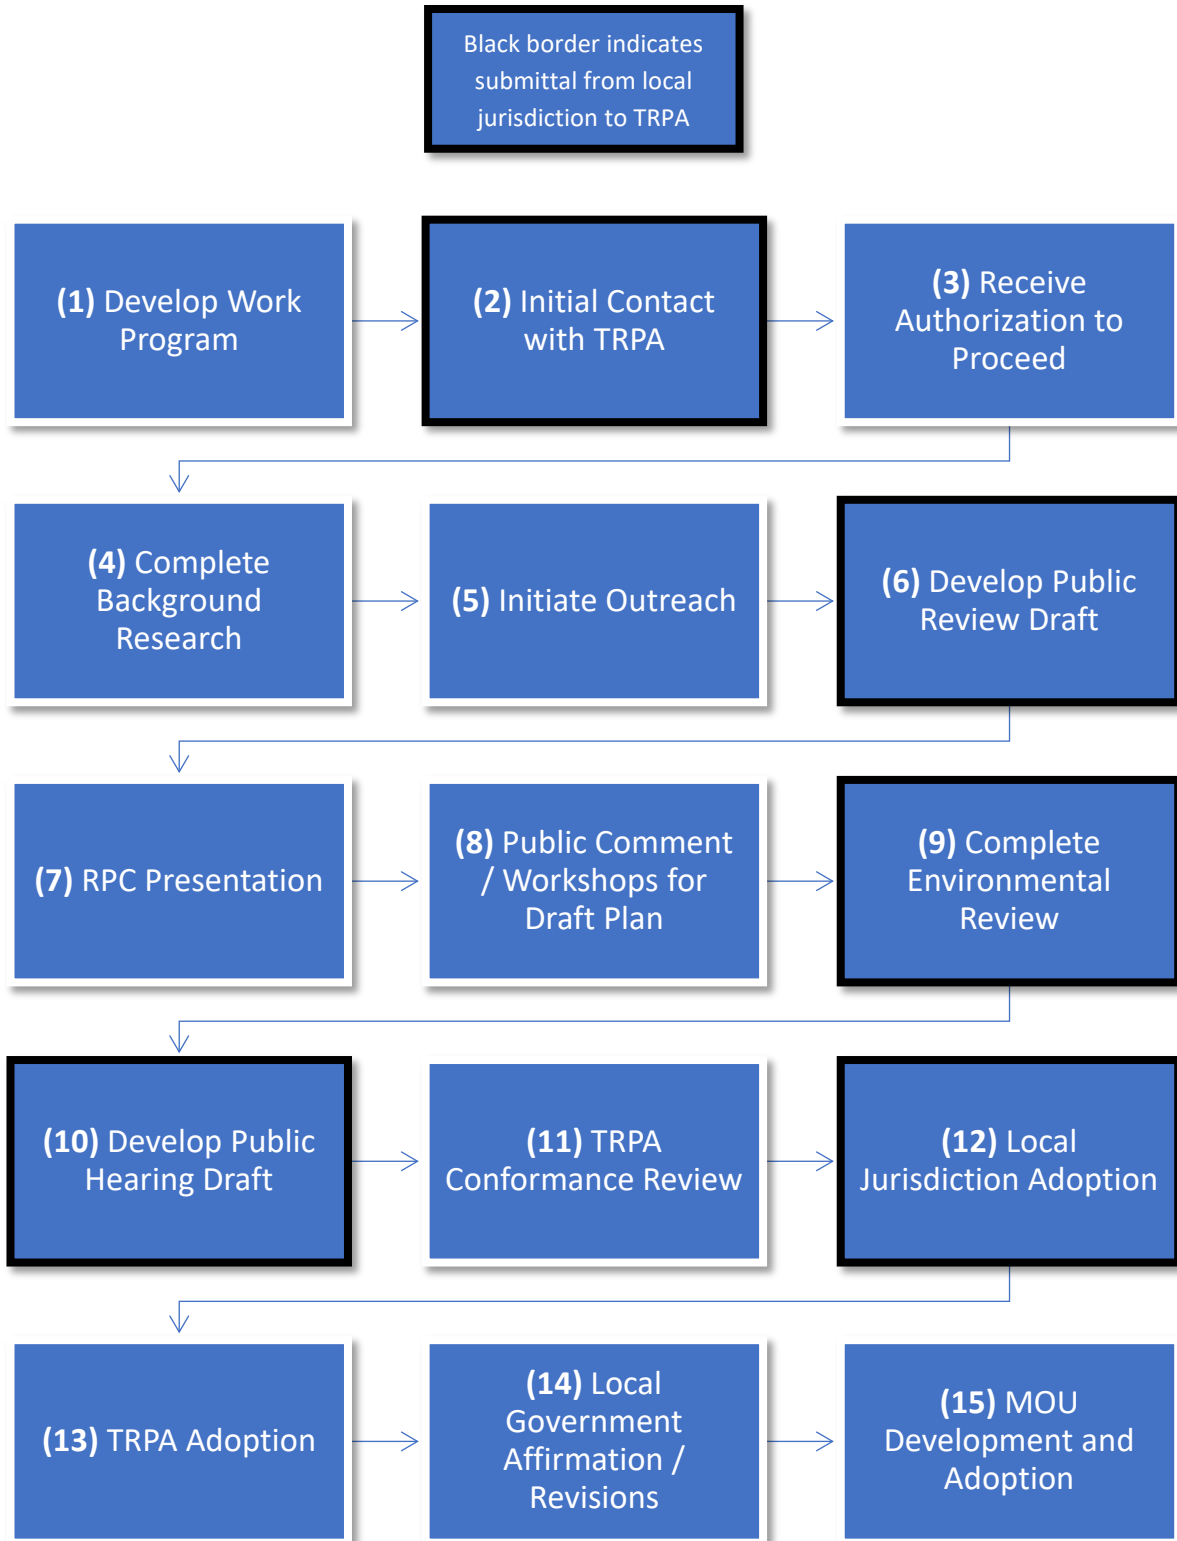 Black border indicates
submittal from local
jurisdiction to TRPA
(1) Develop Work
Program
(2) Initial Contact
with TRPA
(3) Receive
Authorization to
Proceed
(4) Complete
Background
Research
(5) Initiate Outreach
(6) Develop Public
Review Draft
(7) RPC Presentation
(8) Public Comment
/ Workshops for
Draft Plan
(9) Complete
Environmental
Review
(10) Develop Public
Hearing Draft
(11) TRPA
Conformance Review
(12) Local
Jurisdiction Adoption
(13) TRPA Adoption
(14) Local
Government
Affirmation /
Revisions
(15) MOU
Development and
Adoption